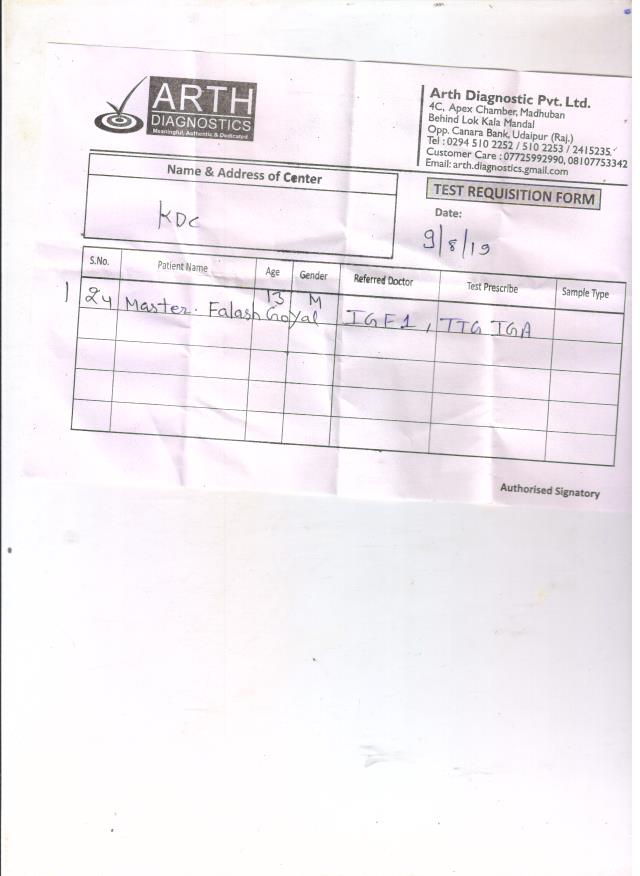 ARTH
DIAGNOSTICS
Meaningful, Authentic & Dedicated
Arth Diagnostic Pvt. Ltd.
4C, Apex Chamber, Madhuban
Behind Lok Kala Mandal
Opp. Canara Bank, Udaipur (Raj.)
Tel : 0294 510 2252 / 510 2253 / 2415235,
Customer Care : 07725992990, 08107753342
Email: arth.diagnostics.gmail.com
Name & Address of Center
KDC
TEST REQUISITION FORM
Date:
9/8/19
S.No. Patient Name Age Gender Referred Doctor Test Prescribe Sample Type
1 24 Master. Falash Goyal 13 M IGF1, TTG IGA
Authorised Signatory